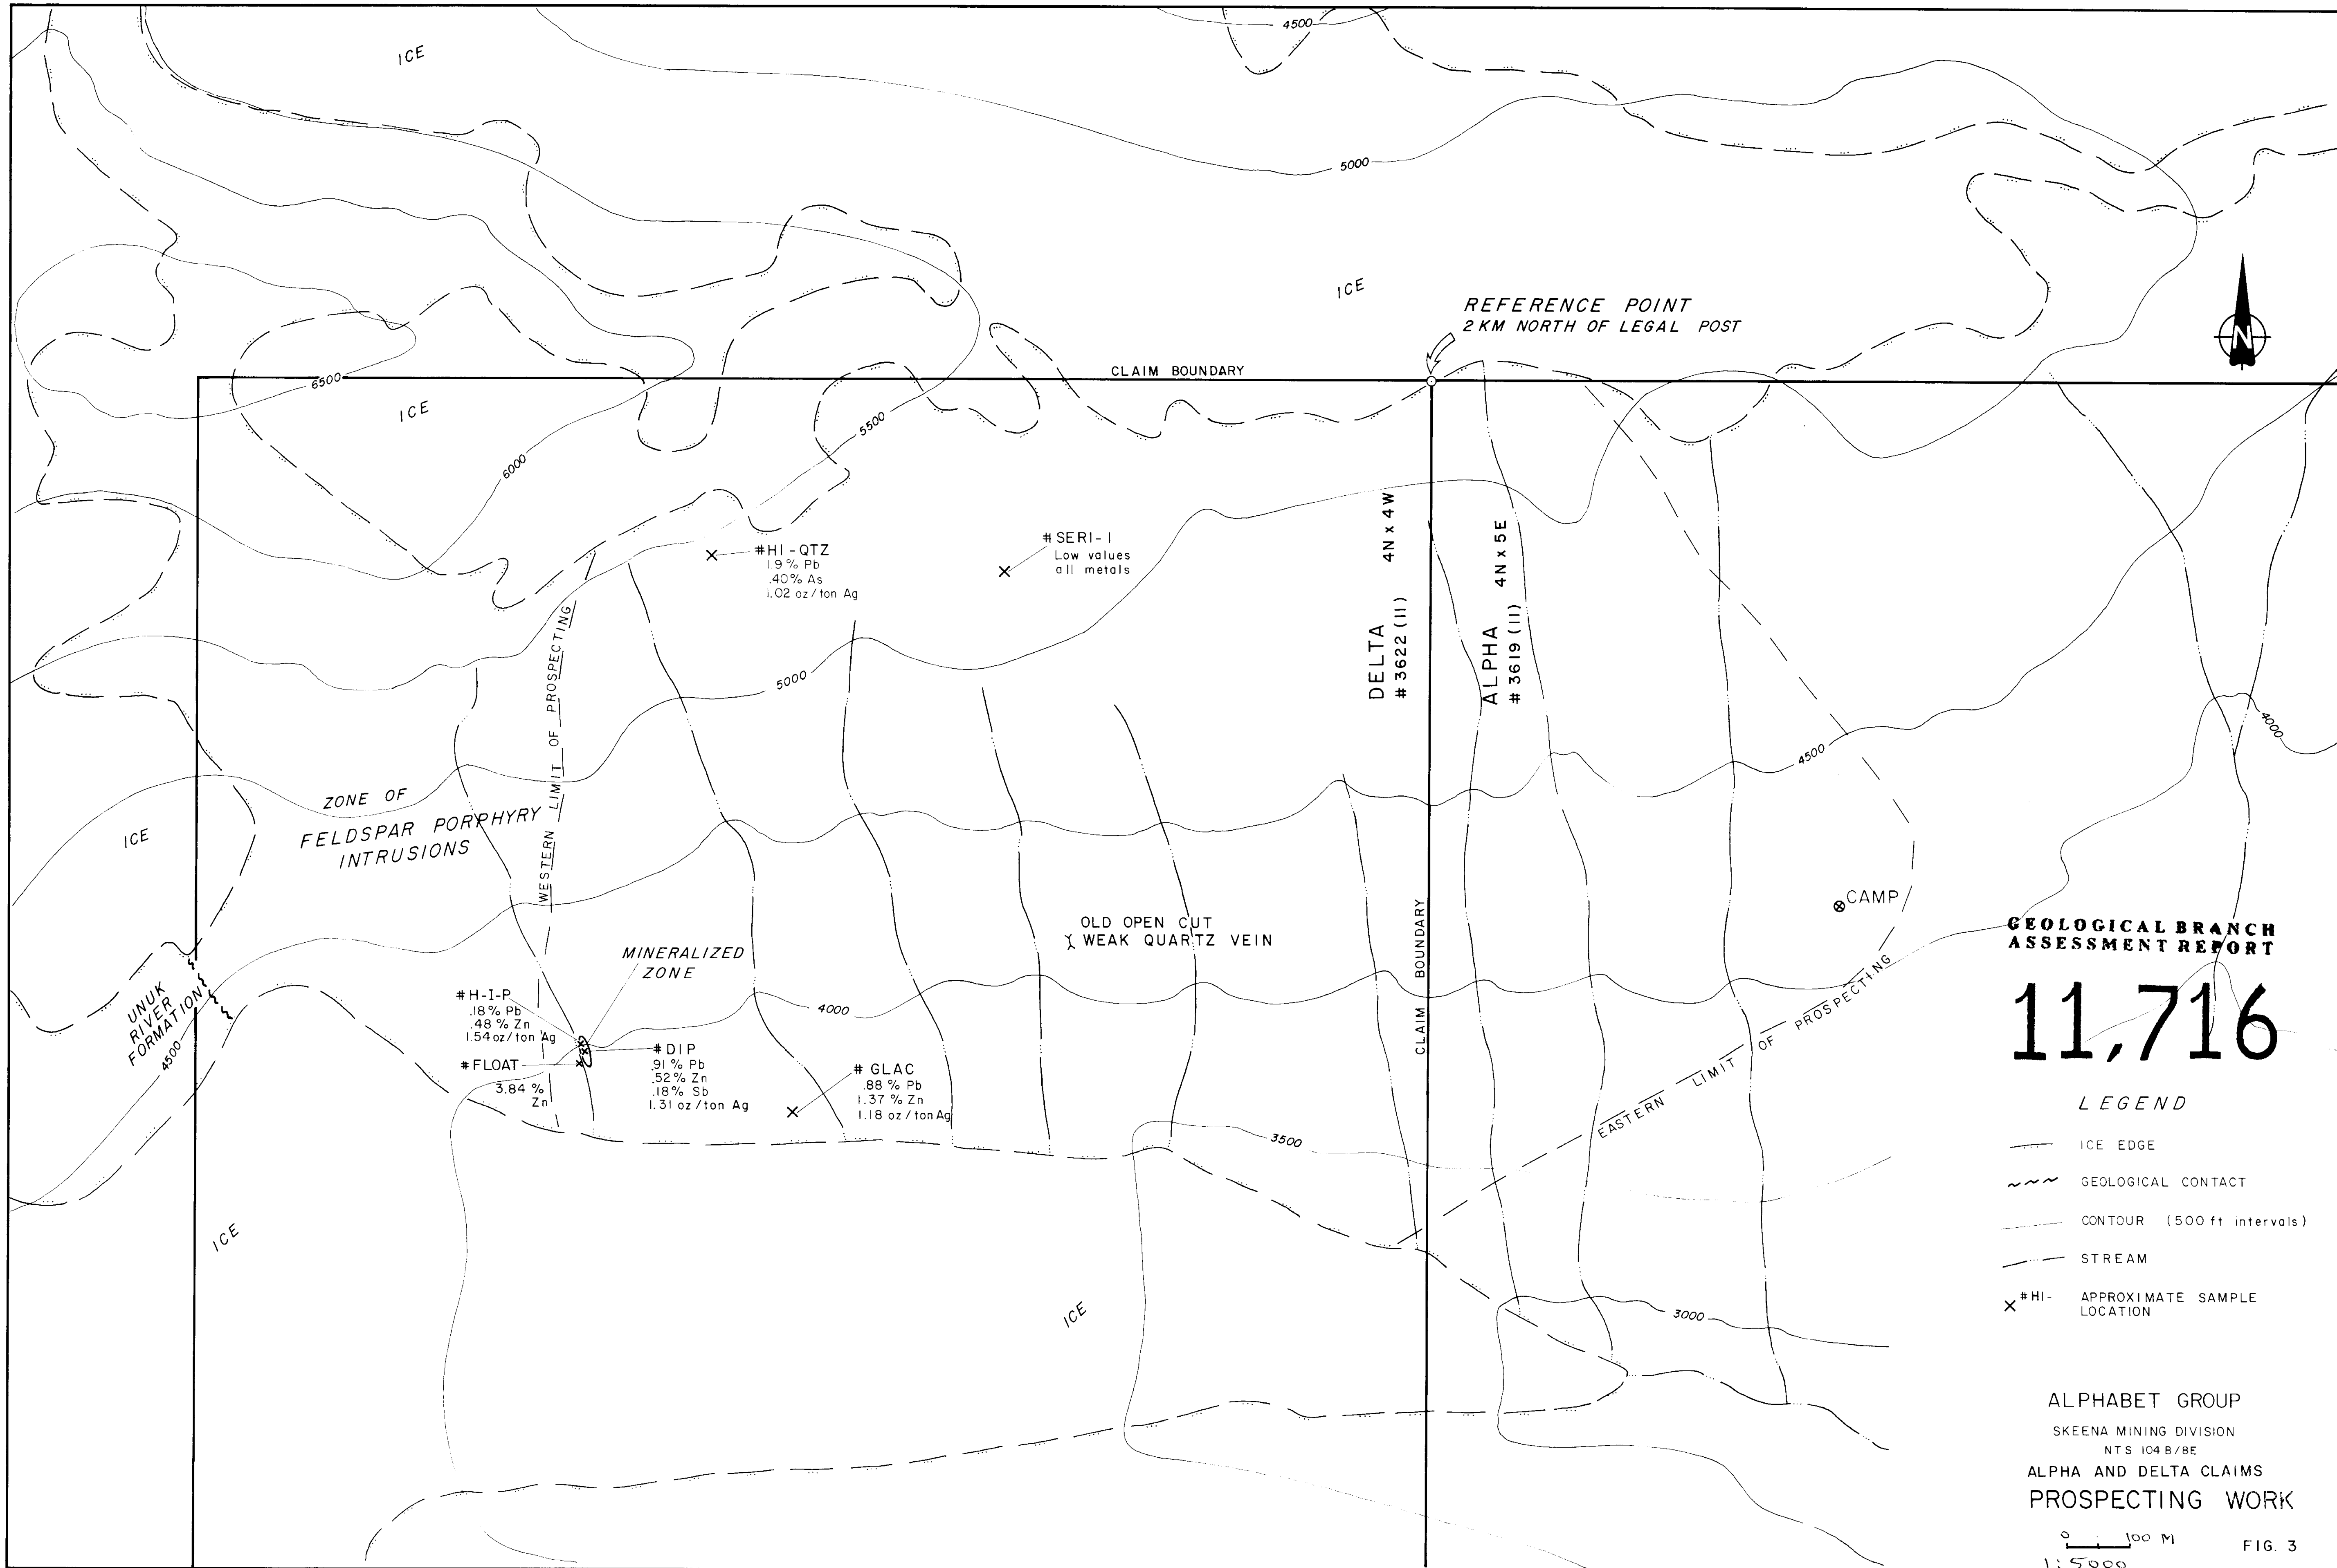 4500
ICE
5000
ICE
REFERENCE POINT
2 KM NORTH OF LEGAL POST
N
CLAIM BOUNDARY
6500
ICE
5500
6000
#HI-QTZ
1.9% Pb
.40% As
1.02 oz/ton Ag
#SERI-I
Low values
all metals
DELTA 4N x 4W
#3622 (11)
ALPHA 4N x 5E
#3619 (11)
WESTERN LIMIT OF PROSPECTING
5000
4000
4500
ZONE OF
FELDSPAR PORPHYRY
INTRUSIONS
ICE
CAMP
OLD OPEN CUT
WEAK QUARTZ VEIN
CLAIM BOUNDARY
MINERALIZED
ZONE
UNUK
RIVER
FORMATION
4500
#H-I-P
.18% Pb
.48% Zn
1.54 oz/ton Ag
#FLOAT
3.84 %
Zn
#DIP
.91% Pb
.52% Zn
.18% Sb
1.31 oz/ton Ag
4000
# GLAC
.88 % Pb
1.37 % Zn
1.18 oz/ton Ag
EASTERN LIMIT OF PROSPECTING
3500
ICE
ICE
3000
GEOLOGICAL BRANCH
ASSESSMENT REPORT
11,716
LEGEND
ICE EDGE
GEOLOGICAL CONTACT
CONTOUR (500 ft intervals)
STREAM
#HI- APPROXIMATE SAMPLE
LOCATION
ALPHABET GROUP
SKEENA MINING DIVISION
NTS 104 B/8E
ALPHA AND DELTA CLAIMS
PROSPECTING WORK
0 100 M
1:5000
FIG. 3